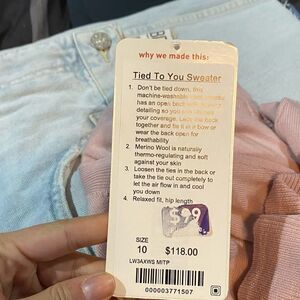 why we made this:
Tied To You Sweater
1. Don't be tied down, this
machine-washable
has an open back with
detailing so you
your coverage. Lace the back
together and tie in a bow or
wear the back open for
breathability
2. Merino Wool is naturally
thermo-regulating and soft
against your skin
3. Loosen the ties in the back or
take the tie out completely to
let the air flow in and cool
you down
4. Relaxed fit, hip length
$99
SIZE
10 $118.00
LW3AXWS MITP
000003771507